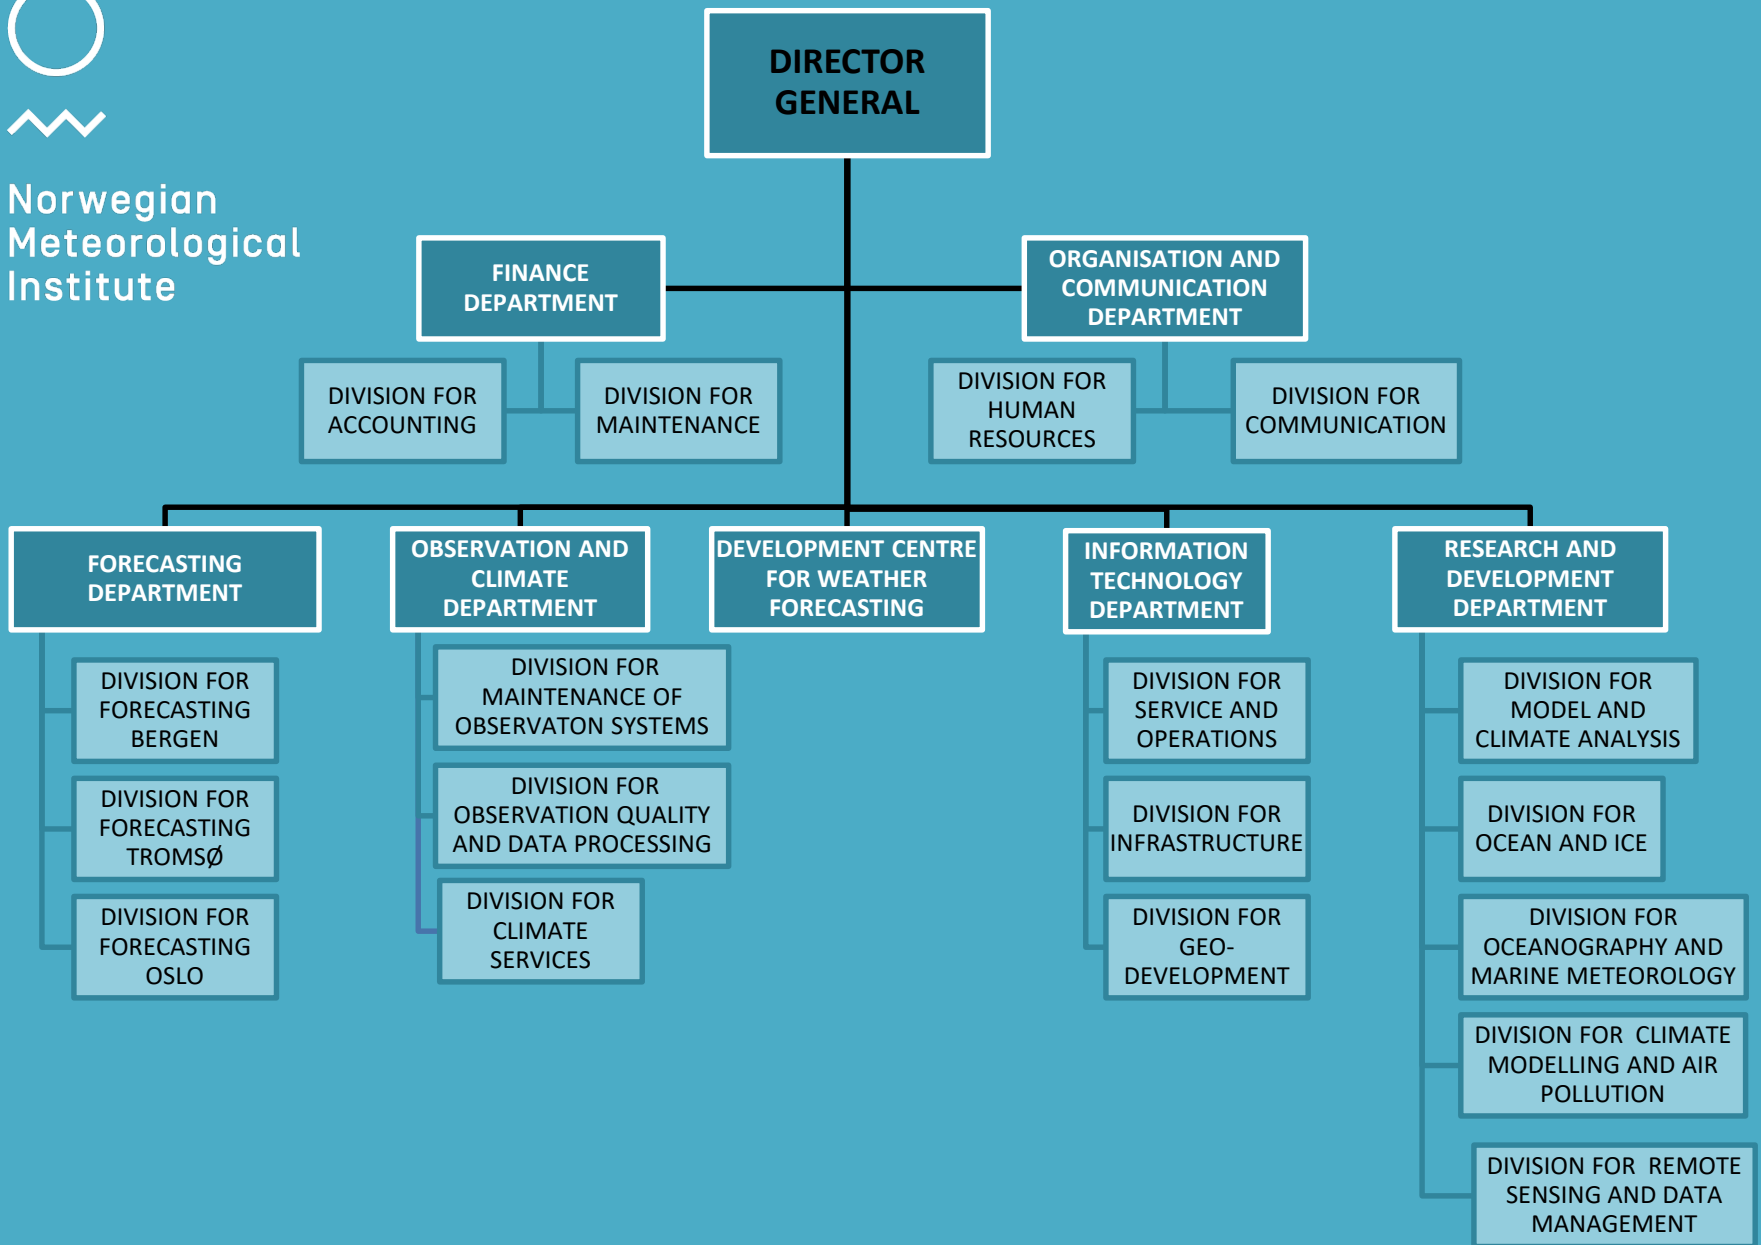 Norwegian
Meteorological
Institute
DIRECTOR
GENERAL
FINANCE
DEPARTMENT
ORGANISATION AND
COMMUNICATION
DEPARTMENT
DIVISION FOR
ACCOUNTING
DIVISION FOR
MAINTENANCE
DIVISION FOR
HUMAN
RESOURCES
DIVISION FOR
COMMUNICATION
FORECASTING
DEPARTMENT
DIVISION FOR
FORECASTING
BERGEN
DIVISION FOR
FORECASTING
TROMSØ
DIVISION FOR
FORECASTING
OSLO
OBSERVATION AND
CLIMATE
DEPARTMENT
DIVISION FOR
MAINTENANCE OF
OBSERVATON SYSTEMS
DIVISION FOR
OBSERVATION QUALITY
AND DATA PROCESSING
DIVISION FOR
CLIMATE
SERVICES
DEVELOPMENT CENTRE
FOR WEATHER
FORECASTING
INFORMATION
TECHNOLOGY
DEPARTMENT
DIVISION FOR
SERVICE AND
OPERATIONS
DIVISION FOR
INFRASTRUCTURE
DIVISION FOR
GEO-
DEVELOPMENT
RESEARCH AND
DEVELOPMENT
DEPARTMENT
DIVISION FOR
MODEL AND
CLIMATE ANALYSIS
DIVISION FOR
OCEAN AND ICE
DIVISION FOR
OCEANOGRAPHY AND
MARINE METEOROLOGY
DIVISION FOR CLIMATE
MODELLING AND AIR
POLLUTION
DIVISION FOR REMOTE
SENSING AND DATA
MANAGEMENT